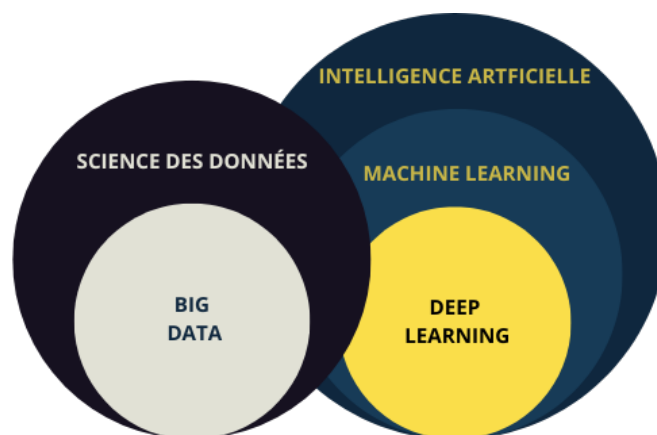 INTELLIGENCE ARTFICIELLE
SCIENCE DES DONNÉES
MACHINE LEARNING
BIG
DATA
DEEP
LEARNING